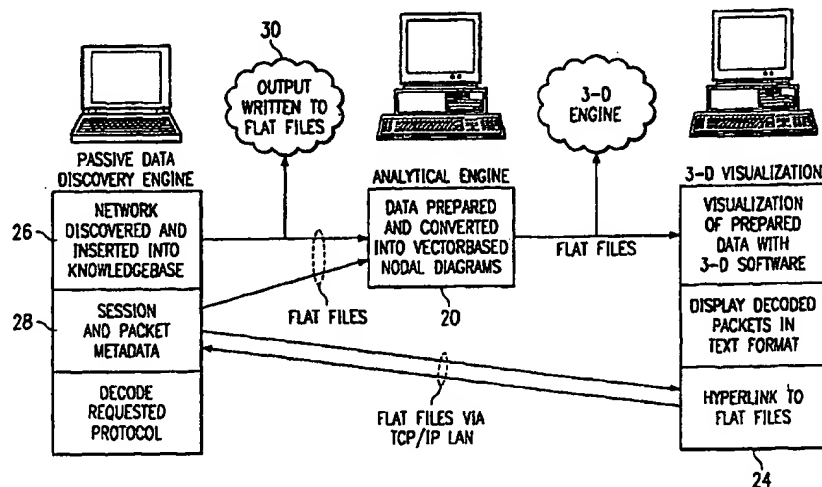 30
OUTPUT
WRITTEN TO
FLAT FILES
3-D
ENGINE
PASSIVE DATA
DISCOVERY ENGINE
26
NETWORK
DISCOVERED AND
INSERTED INTO
KNOWLEDGEBASE
28
SESSION
AND PACKET
METADATA
DECODE
REQUESTED
PROTOCOL
FLAT FILES
ANALYTICAL ENGINE
DATA PREPARED
AND CONVERTED
INTO VECTORBASED
NODAL DIAGRAMS
20
FLAT FILES
FLAT FILES VIA
TCP/IP LAN
3-D VISUALIZATION
VISUALIZATION
OF PREPARED
DATA WITH
3-D SOFTWARE
DISPLAY DECODED
PACKETS IN
TEXT FORMAT
HYPERLINK TO
FLAT FILES
24